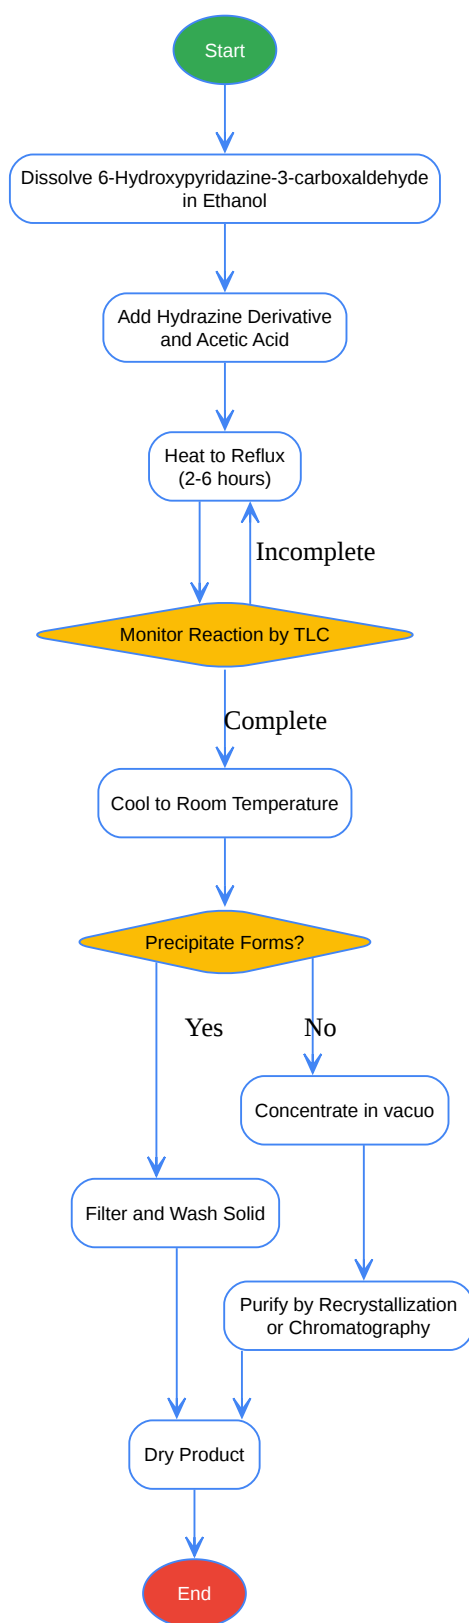 Start
Dissolve 6-Hydroxypyridazine-3-carboxaldehyde
in Ethanol
Add Hydrazine Derivative
and Acetic Acid
Heat to Reflux
(2-6 hours)
Incomplete
Monitor Reaction by TLC
Complete
Cool to Room Temperature
Precipitate Forms?
Yes
No
Concentrate in vacuo
Filter and Wash Solid
Purify by Recrystallization
or Chromatography
Dry Product
End